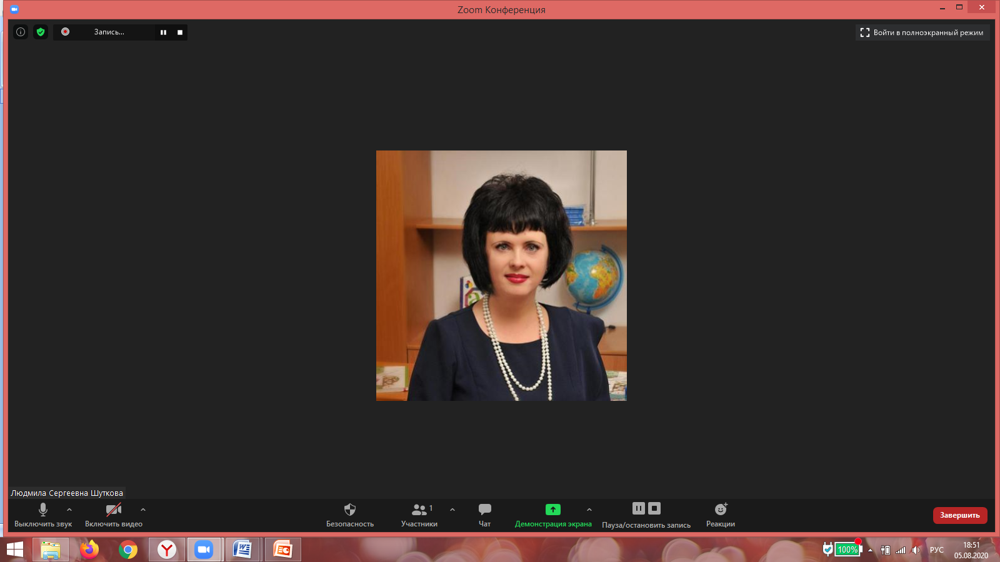 Zoom Конференция
Запись...
Войти в полноэкранный режим
Людмила Сергеевна Шуткова
Выключить звук
Включить видео
Безопасность
1
Участники
Чат
Демонстрация экрана
Пауза/остановить запись
Реакции
Завершить
100%
РУС
18:51
05.08.2020